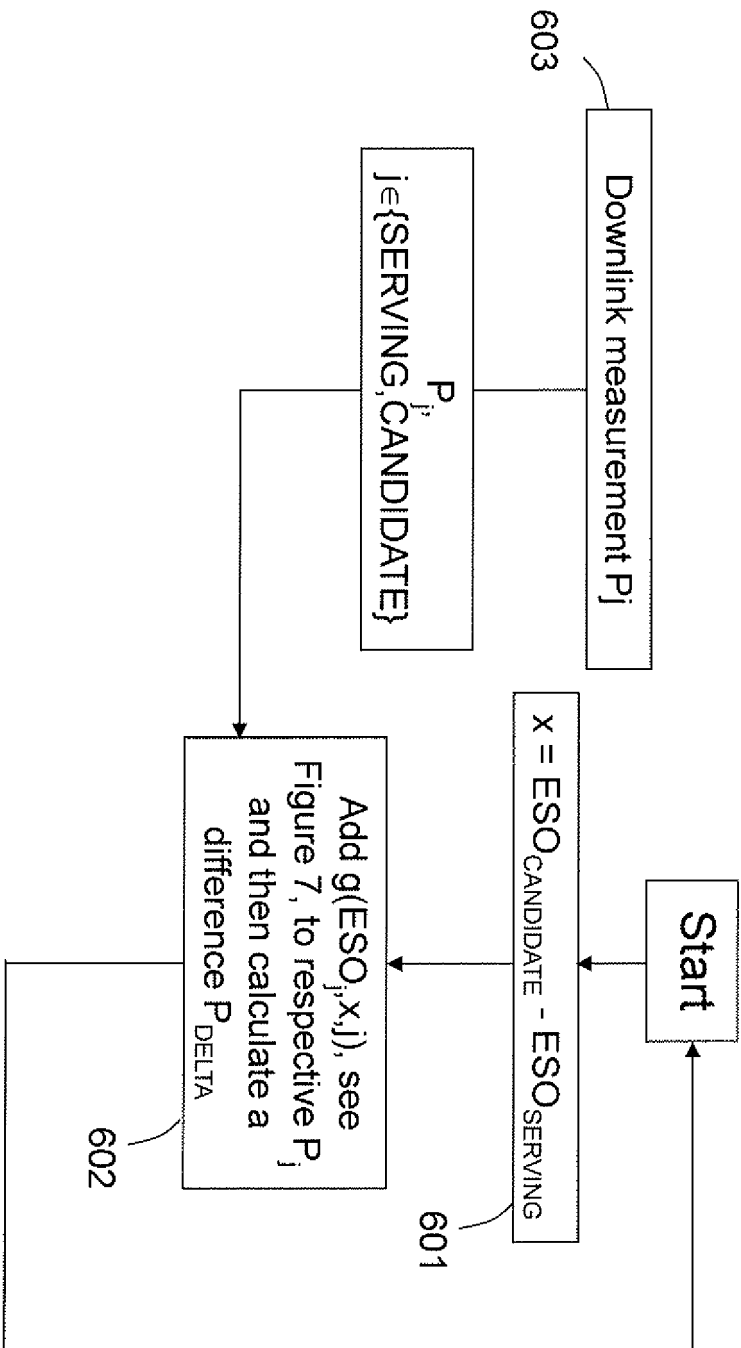 Start
x = ESO_CANDIDATE - ESO_SERVING
601
Downlink measurement Pj
603
P_j,
j∈{SERVING,CANDIDATE}
Add g(ESO_j,x,j), see
Figure 7, to respective P_j
and then calculate a
difference P_DELTA
602